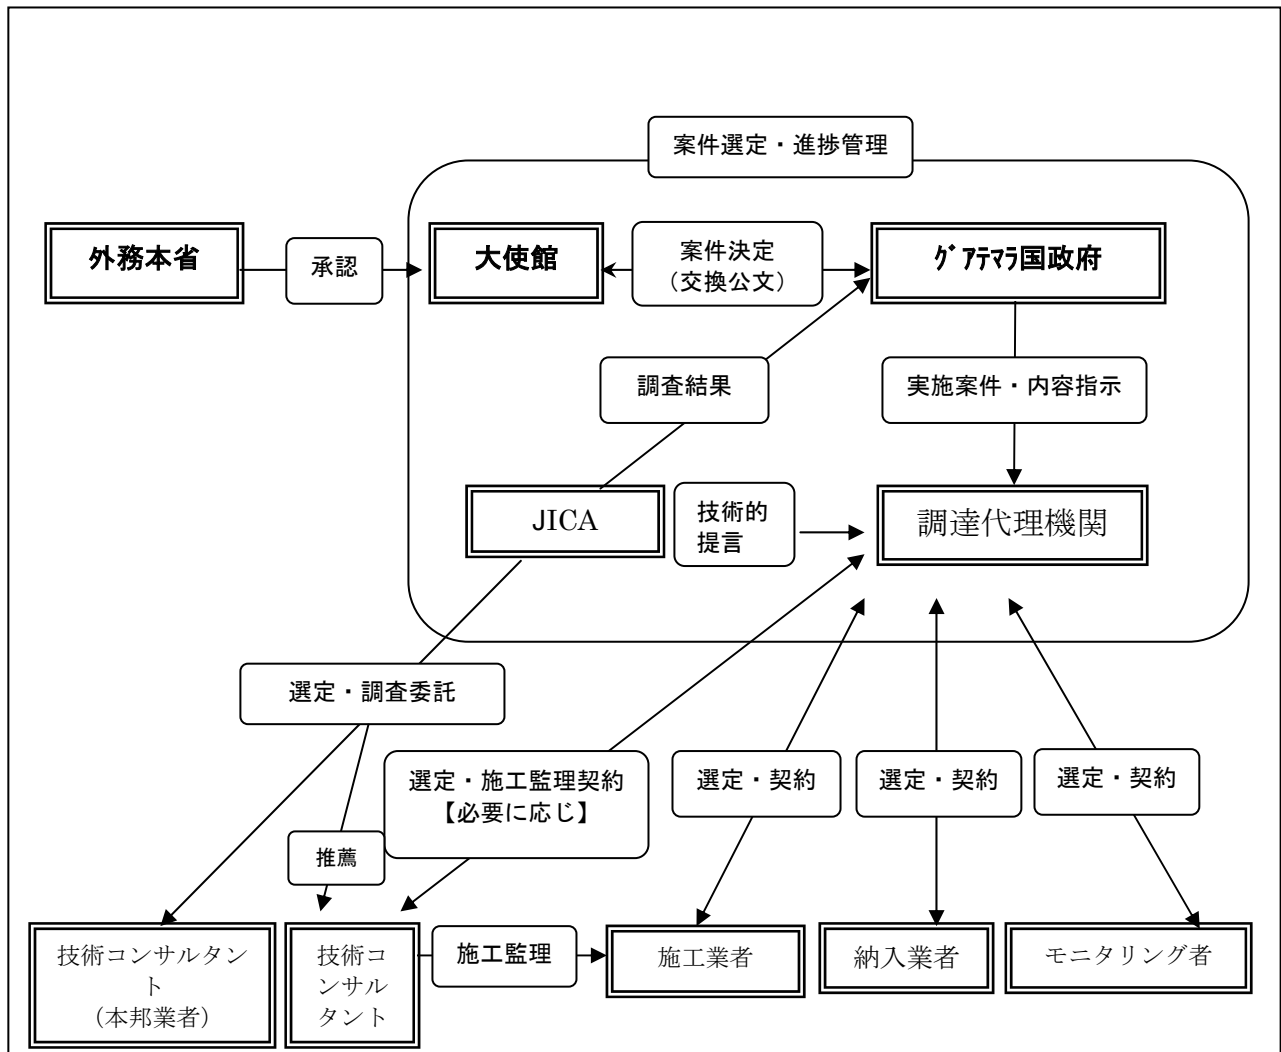 案件選定・進捗管理
外務本省
承認
大使館
案件決定
（交換公文）
ｸﾞｱﾃﾏﾗ国政府
調査結果
実施案件・内容指示
JICA
技術的
提言
調達代理機関
選定・調査委託
選定・施工監理契約
【必要に応じ】
選定・契約
選定・契約
選定・契約
推薦
技術コンサルタン
ト
（本邦業者）
技術コ
ンサル
タント
施工監理
施工業者
納入業者
モニタリング者